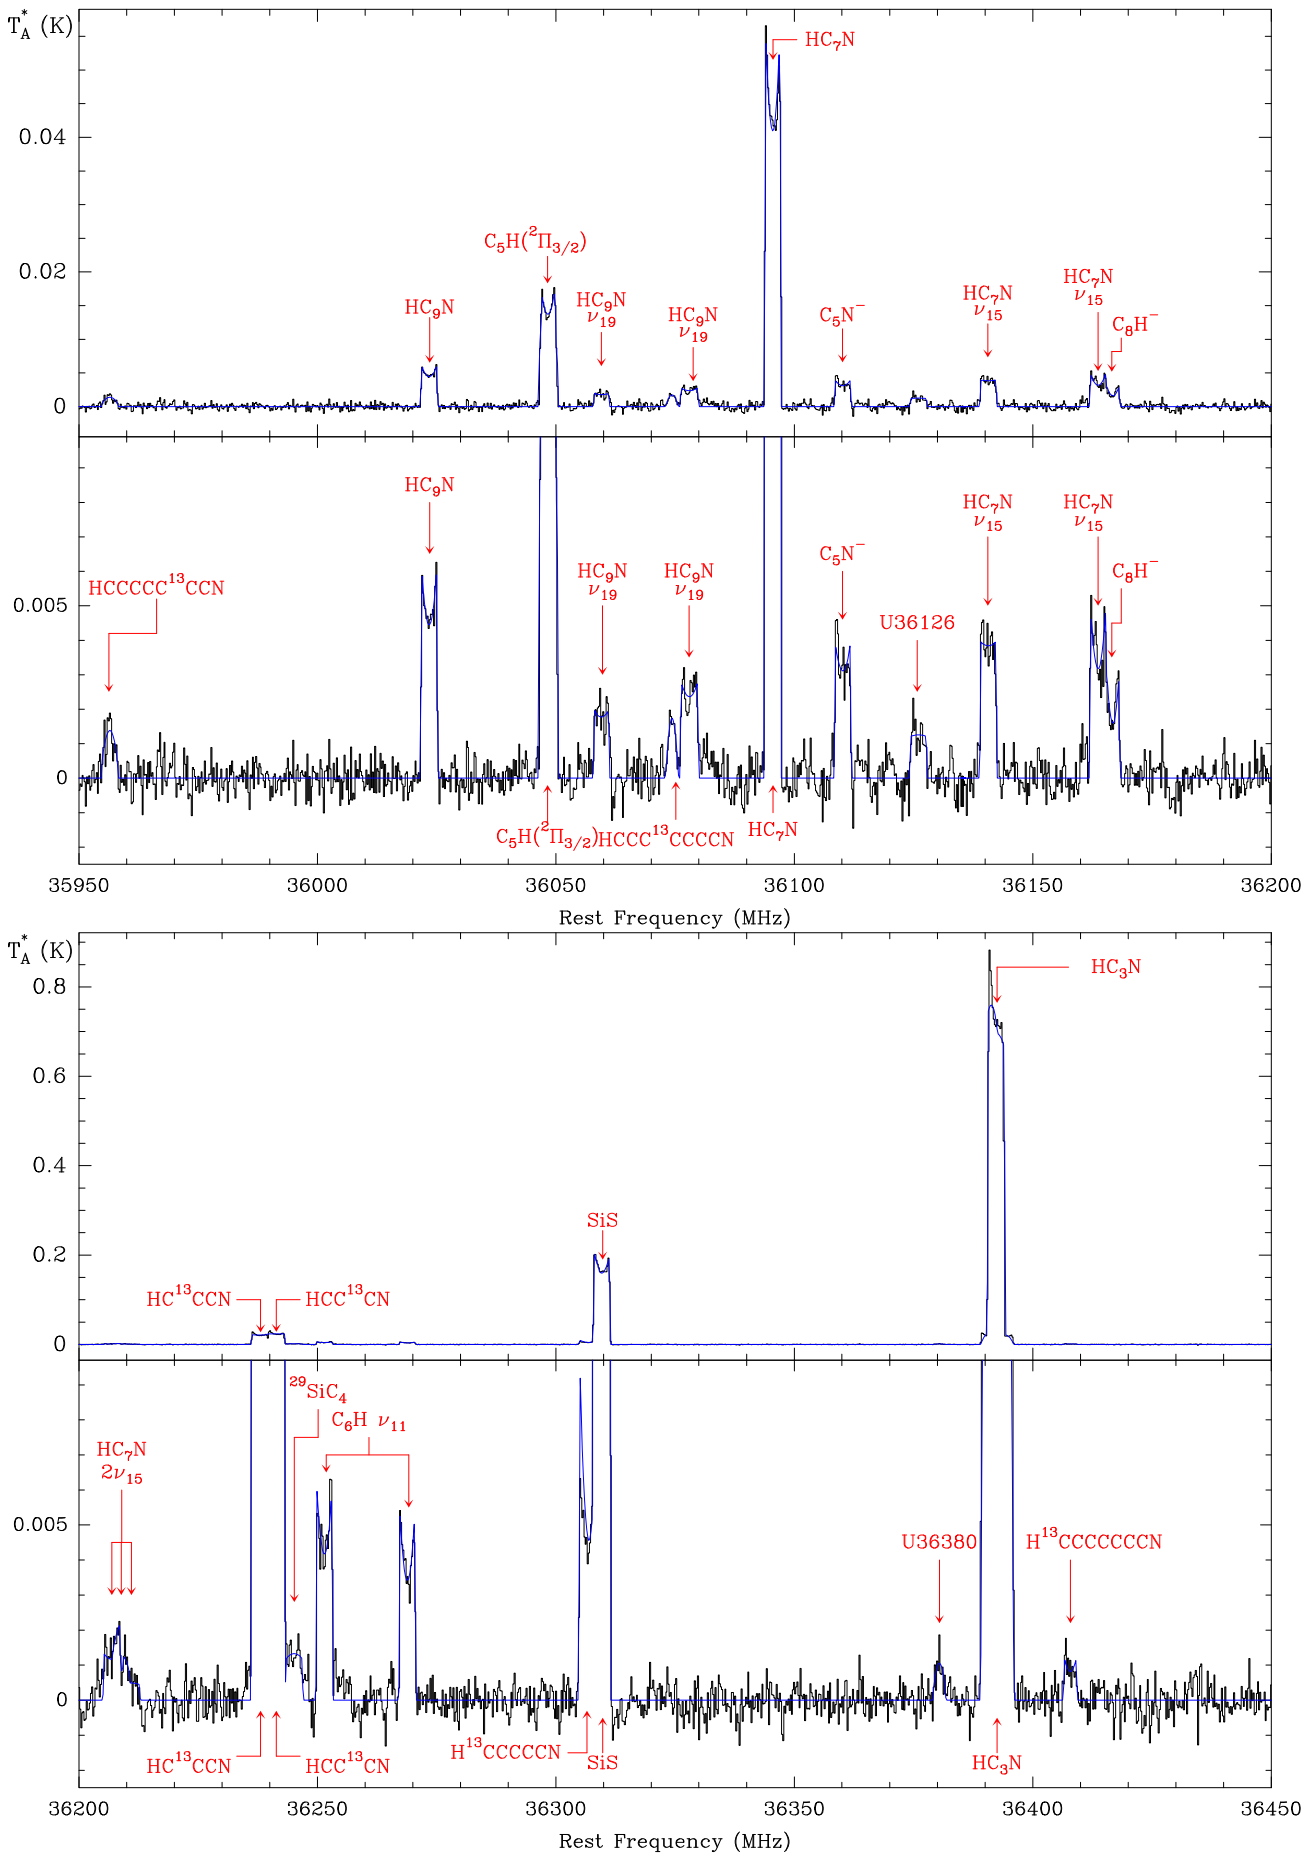 T*A (K)
HC₇N
0.04
C₅H(²Π₃/₂)
0.02
HC₉N
HC₉N
ν₁₉
HC₉N
ν₁₉
C₅N⁻
HC₇N
ν₁₅
HC₇N
ν₁₅
C₈H⁻
0
HC₉N
HC₇N
ν₁₅
HC₇N
ν₁₅
C₅N⁻
HCCCCC¹³CCN
HC₉N
ν₁₉
HC₉N
ν₁₉
C₈H⁻
0.005
U36126
0
C₅H(²Π₃/₂)
HCCC¹³CCCCN
HC₇N
35950 36000 36050 36100 36150 36200
Rest Frequency (MHz)
T*A (K)
HC₃N
0.8
0.6
0.4
SiS
0.2
HC¹³CCN
HCC¹³CN
0
²⁹SiC₄
C₆H ν₁₁
HC₇N
2ν₁₅
0.005
U36380
H¹³CCCCCCCN
0
HC¹³CCN
HCC¹³CN
H¹³CCCCCN
SiS
HC₃N
36200 36250 36300 36350 36400 36450
Rest Frequency (MHz)